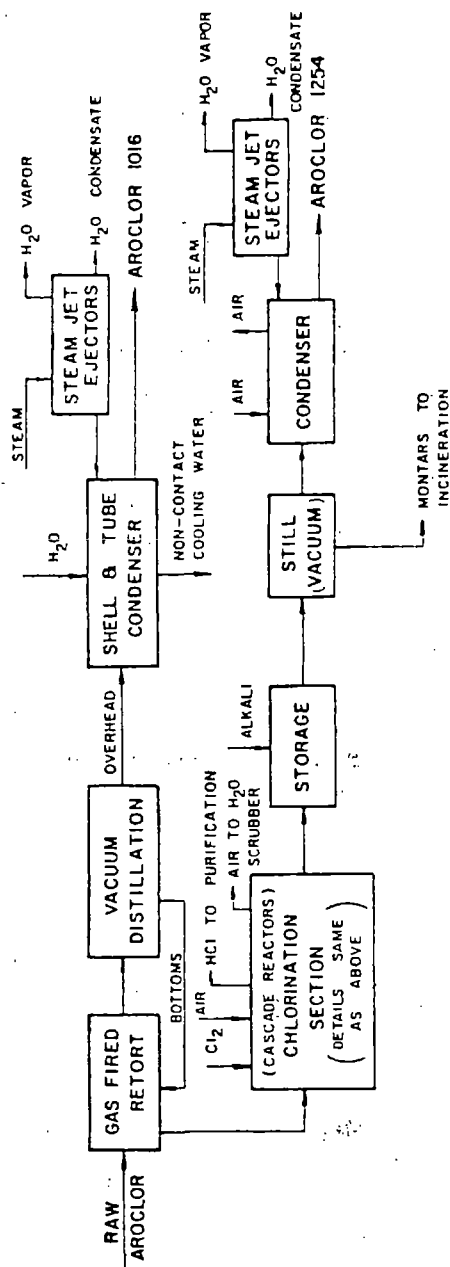 RAW
AROCLOR
GAS FIRED
RETORT
BOTTOMS
VACUUM
DISTILLATION
OVERHEAD
H2O
SHELL & TUBE
CONDENSER
NON-CONTACT
COOLING WATER
STEAM
STEAM JET
EJECTORS
H2O VAPOR
H2O CONDENSATE
AROCLOR 1016
Cl2
AIR
HCl TO PURIFICATION
AIR TO H2O
SCRUBBER
(CASCADE REACTORS)
CHLORINATION
SECTION
(DETAILS SAME
AS ABOVE)
ALKALI
STORAGE
STILL
(VACUUM)
MONTARS TO
INCINERATION
AIR
AIR
CONDENSER
STEAM
STEAM JET
EJECTORS
H2O VAPOR
H2O
CONDENSATE
AROCLOR 1254